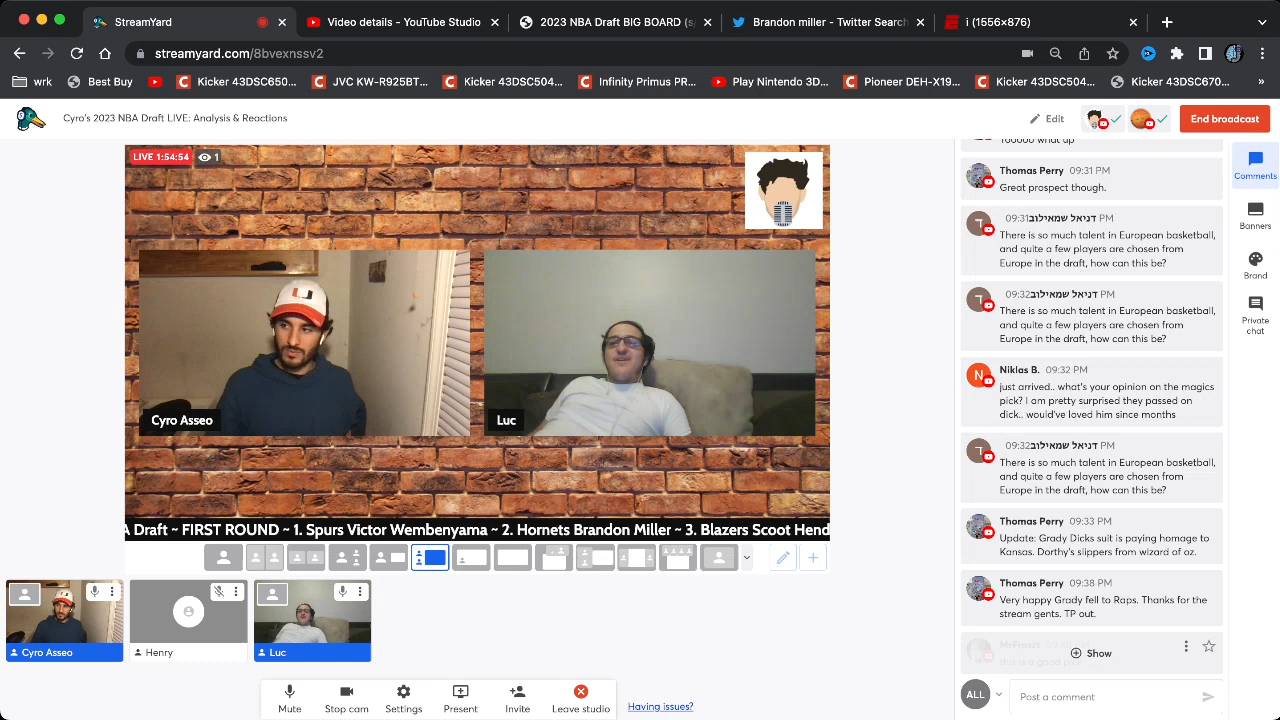 StreamYard
Video details - YouTube Studio
2023 NBA Draft BIG BOARD (s
Brandon miller - Twitter Search
i (1556×876)
streamyard.com/8bvexnssv2
wrk
Best Buy
Kicker 43DSC650...
JVC KW-R925BT...
Kicker 43DSC504...
Infinity Primus PR...
Play Nintendo 3D...
Pioneer DEH-X19...
Kicker 43DSC504...
Kicker 43DSC670...
»
Cyro's 2023 NBA Draft LIVE: Analysis & Reactions
Edit
End broadcast
LIVE 1:54:54
1
Cyro Asseo
Luc
A Draft ~ FIRST ROUND ~ 1. Spurs Victor Wembenyama ~ 2. Hornets Brandon Miller ~ 3. Blazers Scoot Hend
Cyro Asseo
Henry
Luc
Mute
Stop cam
Settings
Present
Invite
Leave studio
Having issues?
Thomas Perry 09:31 PM
Great prospect though.
דניאל שמאילוב09:31 PM
There is so much talent in European basketball,
and quite a few players are chosen from
Europe in the draft, how can this be?
דניאל שמאילוב09:32 PM
There is so much talent in European basketball,
and quite a few players are chosen from
Europe in the draft, how can this be?
N
Niklas B. 09:32 PM
just arrived.. what's your opinion on the magics
pick? I am pretty surprised they passed on
dick.. would've loved him since months
דניאל שמאילוב09:32 PM
There is so much talent in European basketball,
and quite a few players are chosen from
Europe in the draft, how can this be?
Thomas Perry 09:33 PM
Update: Grady Dicks suit is paying homage to
Kansas. Dorthy's slippers from wizard of oz.
Thomas Perry 09:38 PM
Very happy Grady fell to Raps. Thanks for the
stream gents. TP out.
Show
this is a good
ALL
Post a comment
Comments
Banners
Brand
Private
chat